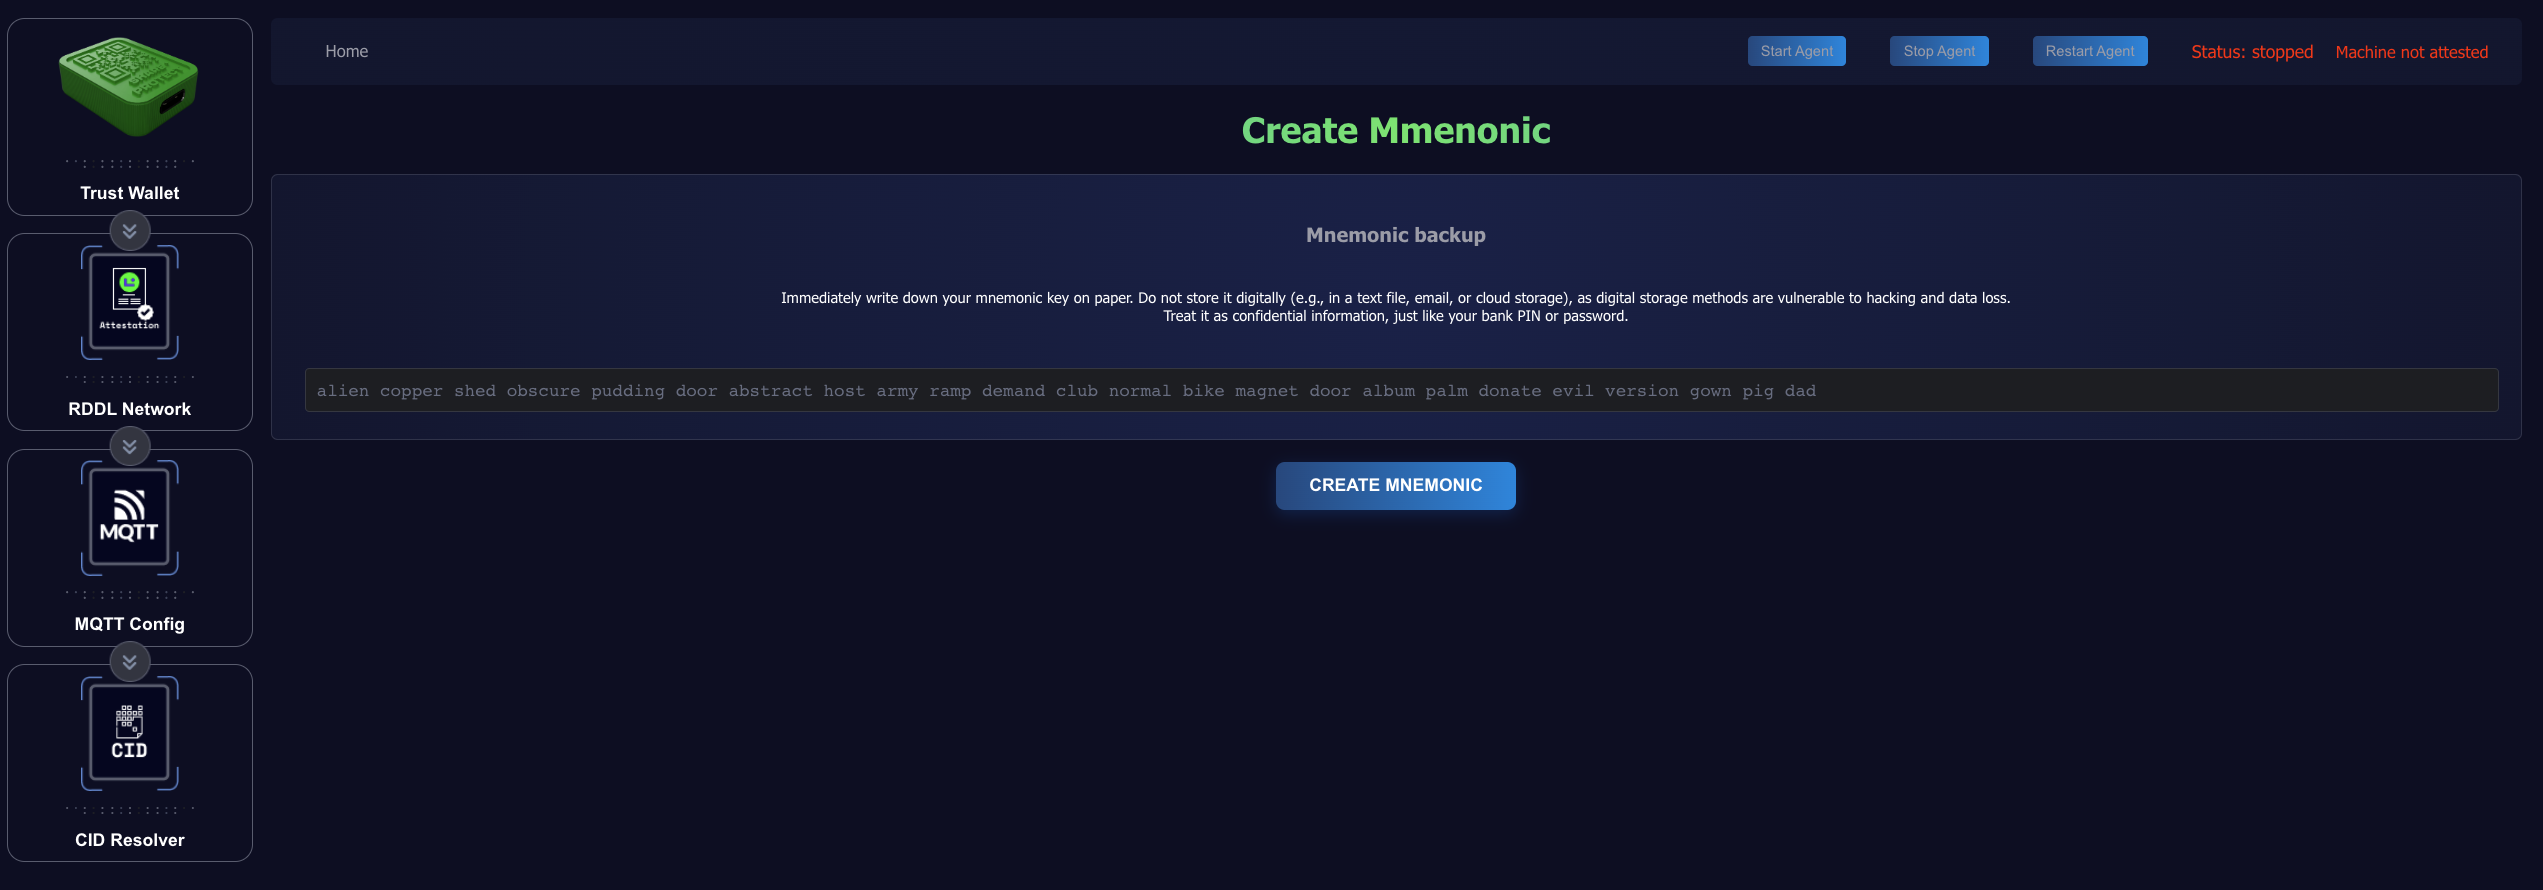 Home
Start Agent
Stop Agent
Restart Agent
Status: stopped
Machine not attested
Trust Wallet
Attestation
RDDL Network
MQTT
MQTT Config
CID
CID Resolver
Create Mmenonic
Mnemonic backup
Immediately write down your mnemonic key on paper. Do not store it digitally (e.g., in a text file, email, or cloud storage), as digital storage methods are vulnerable to hacking and data loss.
Treat it as confidential information, just like your bank PIN or password.
alien copper shed obscure pudding door abstract host army ramp demand club normal bike magnet door album palm donate evil version gown pig dad
CREATE MNEMONIC